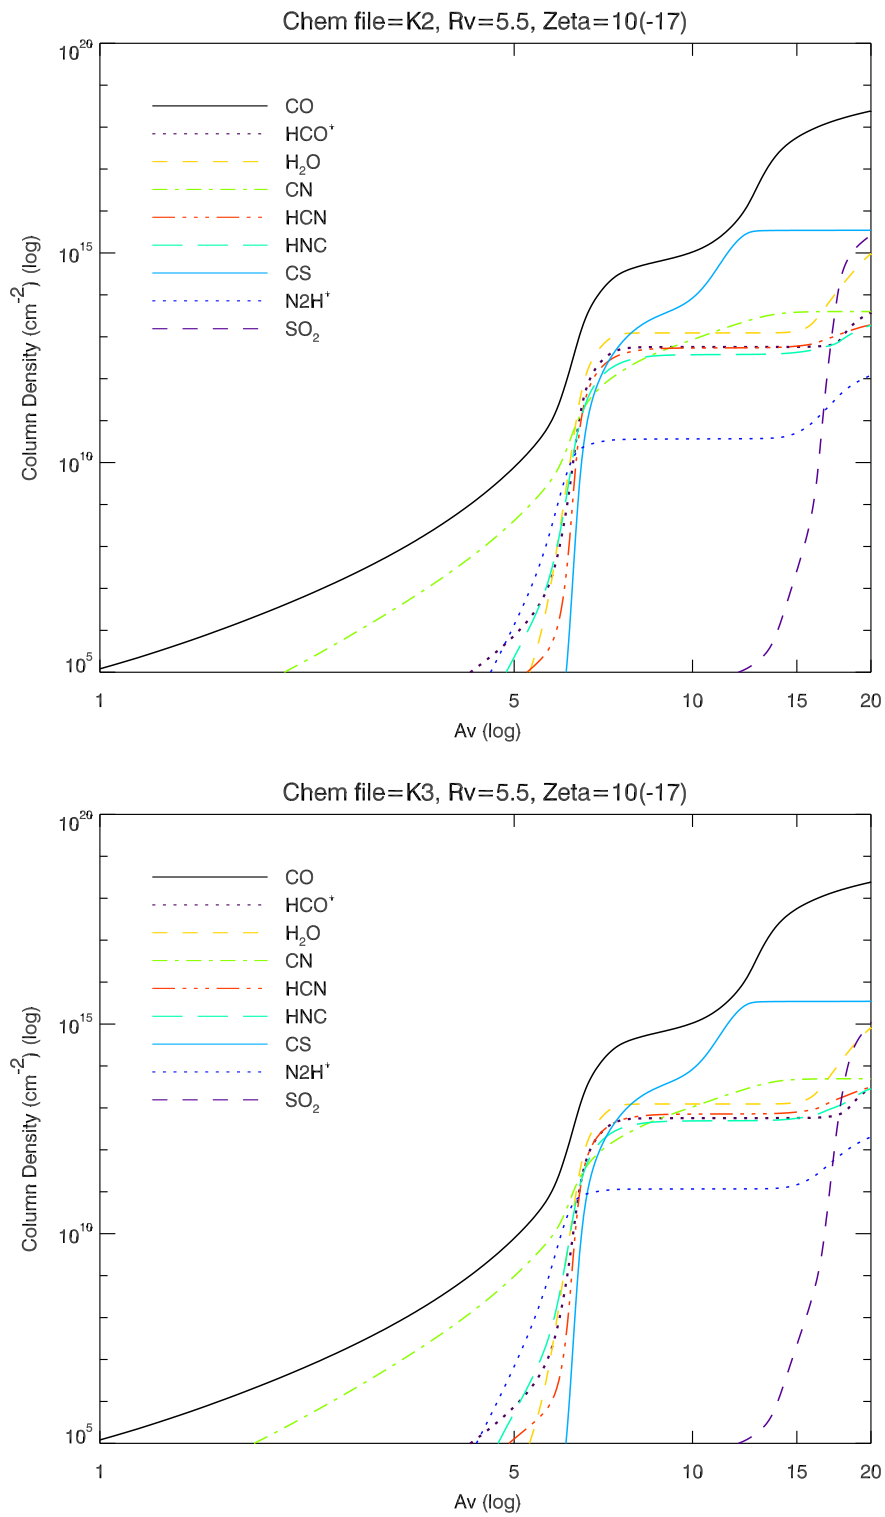 Chem file=K2, Rv=5.5, Zeta=10(-17)
10²⁰
CO
HCO⁺
H₂O
CN
HCN
HNC
CS
N2H⁺
SO₂
10¹⁵
10¹⁰
10⁵
Column Density (cm⁻²) (log)
1 5 10 15 20
Av (log)
Chem file=K3, Rv=5.5, Zeta=10(-17)
10²⁰
CO
HCO⁺
H₂O
CN
HCN
HNC
CS
N2H⁺
SO₂
10¹⁵
10¹⁰
10⁵
Column Density (cm⁻²) (log)
1 5 10 15 20
Av (log)